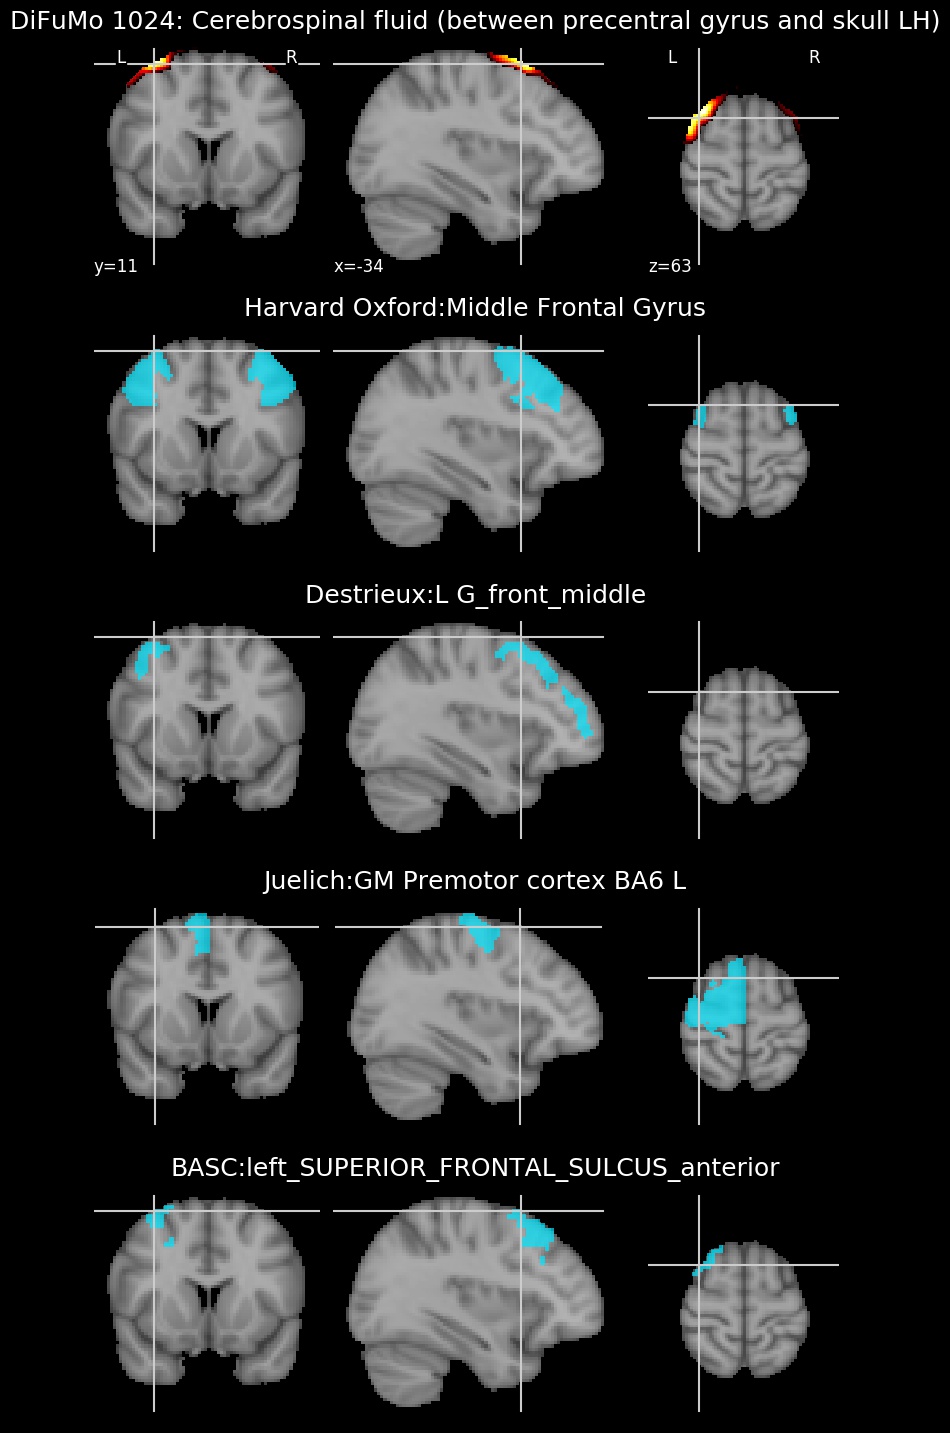 DiFuMo 1024: Cerebrospinal fluid (between precentral gyrus and skull LH)
L R L R
y=11 x=-34 z=63
Harvard Oxford:Middle Frontal Gyrus
Destrieux:L G_front_middle
Juelich:GM Premotor cortex BA6 L
BASC:left_SUPERIOR_FRONTAL_SULCUS_anterior